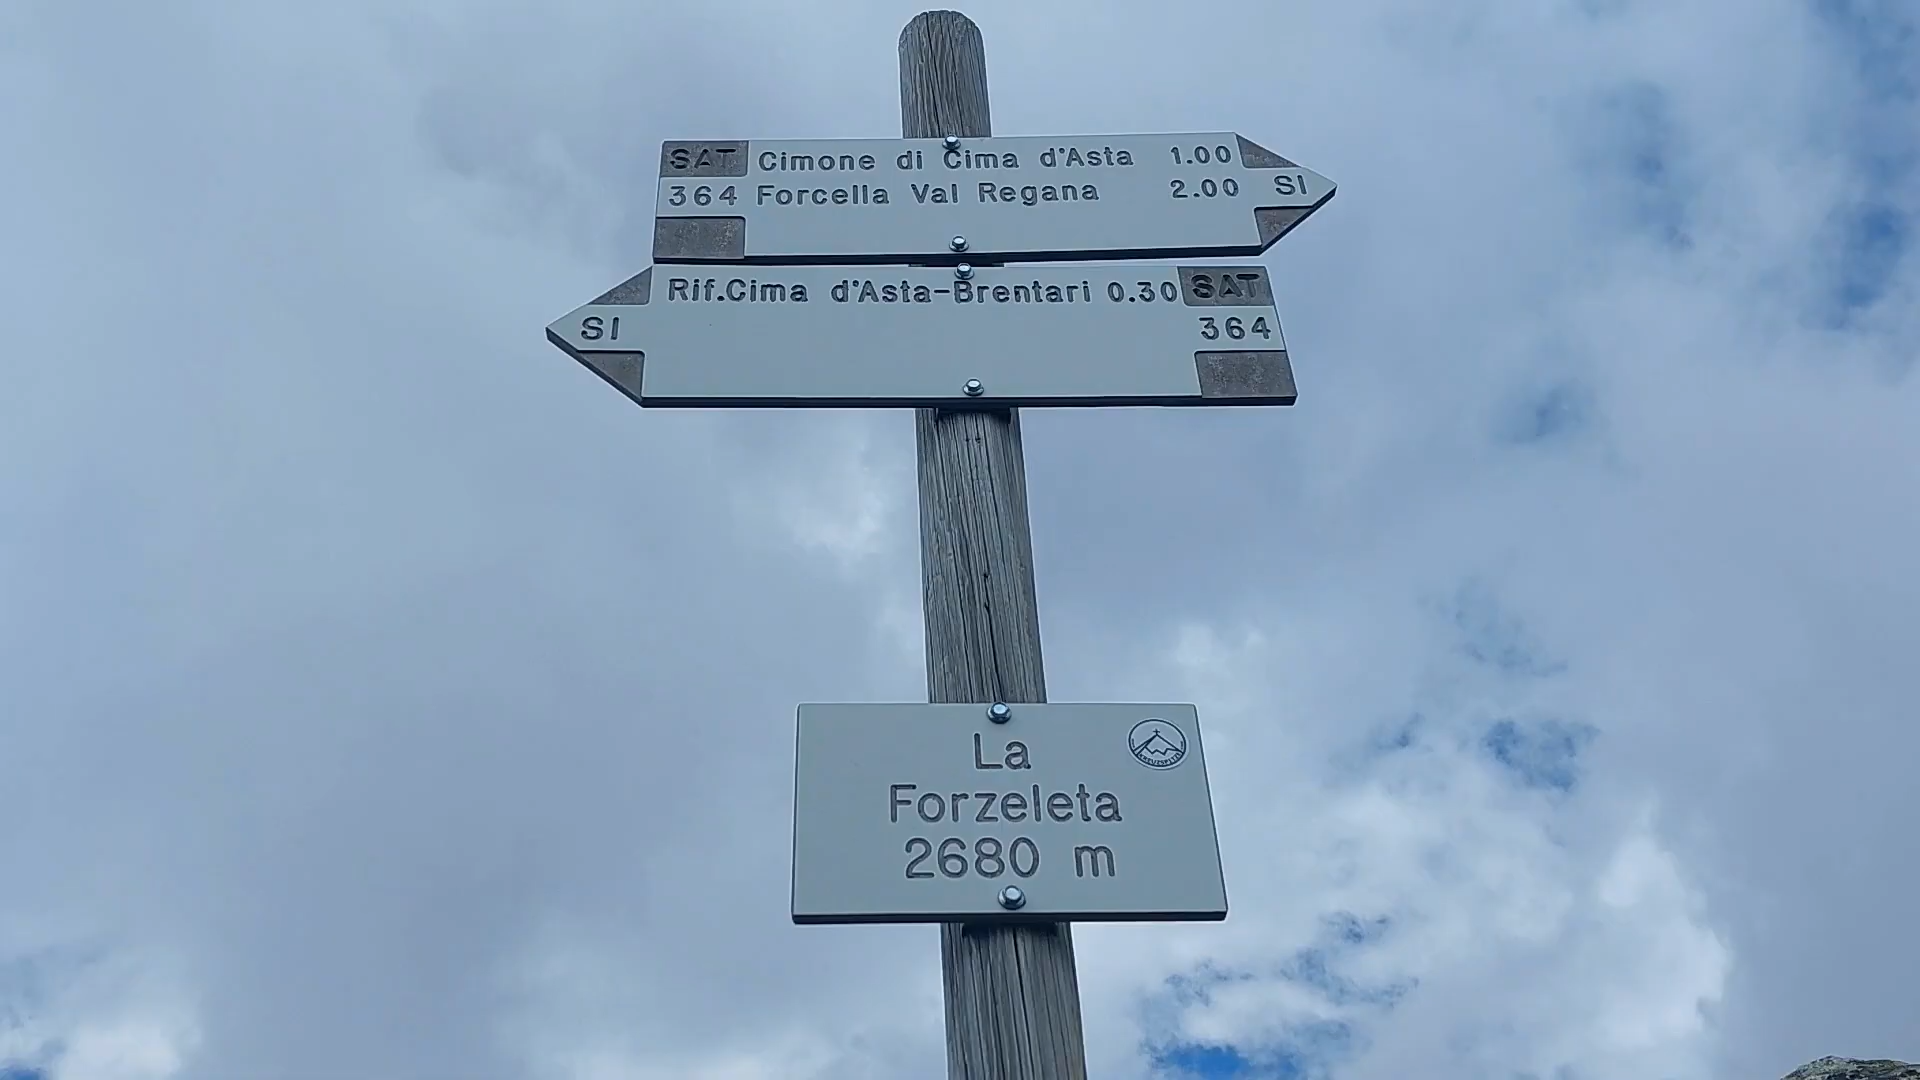 SAT Cimone di Cima d'Asta 1.00
364 Forcella Val Regana 2.00 SI
Rif.Cima d'Asta-Brentari 0.30 SAT
SI 364
La
Forzeleta
2680 m